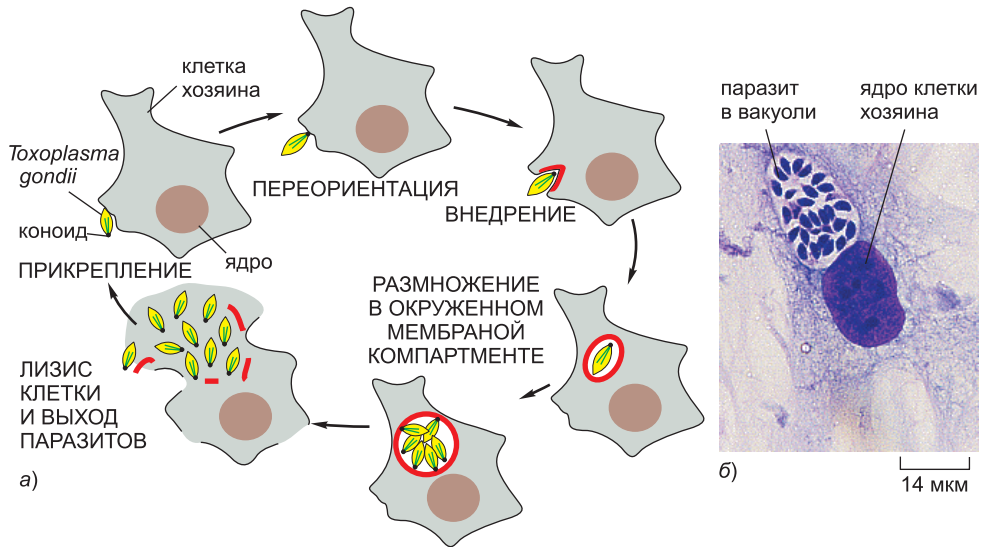 клетка
хозяина
Toxoplasma
gondii
коноид
ПРИКРЕПЛЕНИЕ
ядро
ПЕРЕОРИЕНТАЦИЯ
ВНЕДРЕНИЕ
РАЗМНОЖЕНИЕ
В ОКРУЖЕННОМ
МЕМБРАНОЙ
КОМПАРТМЕНТЕ
ЛИЗИС
КЛЕТКИ
И ВЫХОД
ПАРАЗИТОВ
а)
паразит
в вакуоли
ядро клетки
хозяина
б)
14 мкм